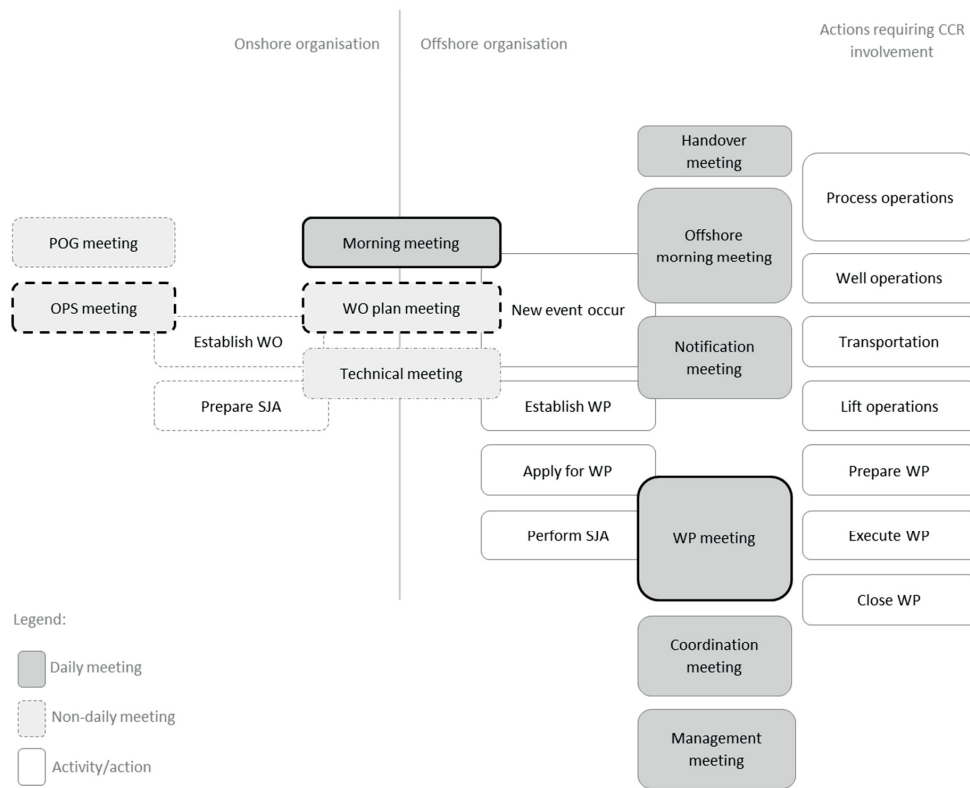 Onshore organisation
Offshore organisation
Actions requiring CCR
involvement
Handover
meeting
Process operations
POG meeting
Morning meeting
Offshore
morning meeting
Well operations
OPS meeting
WO plan meeting
New event occur
Establish WO
Notification
meeting
Transportation
Technical meeting
Prepare SJA
Establish WP
Lift operations
Apply for WP
Prepare WP
Perform SJA
WP meeting
Execute WP
Close WP
Legend:
Coordination
meeting
Daily meeting
Non-daily meeting
Management
meeting
Activity/action